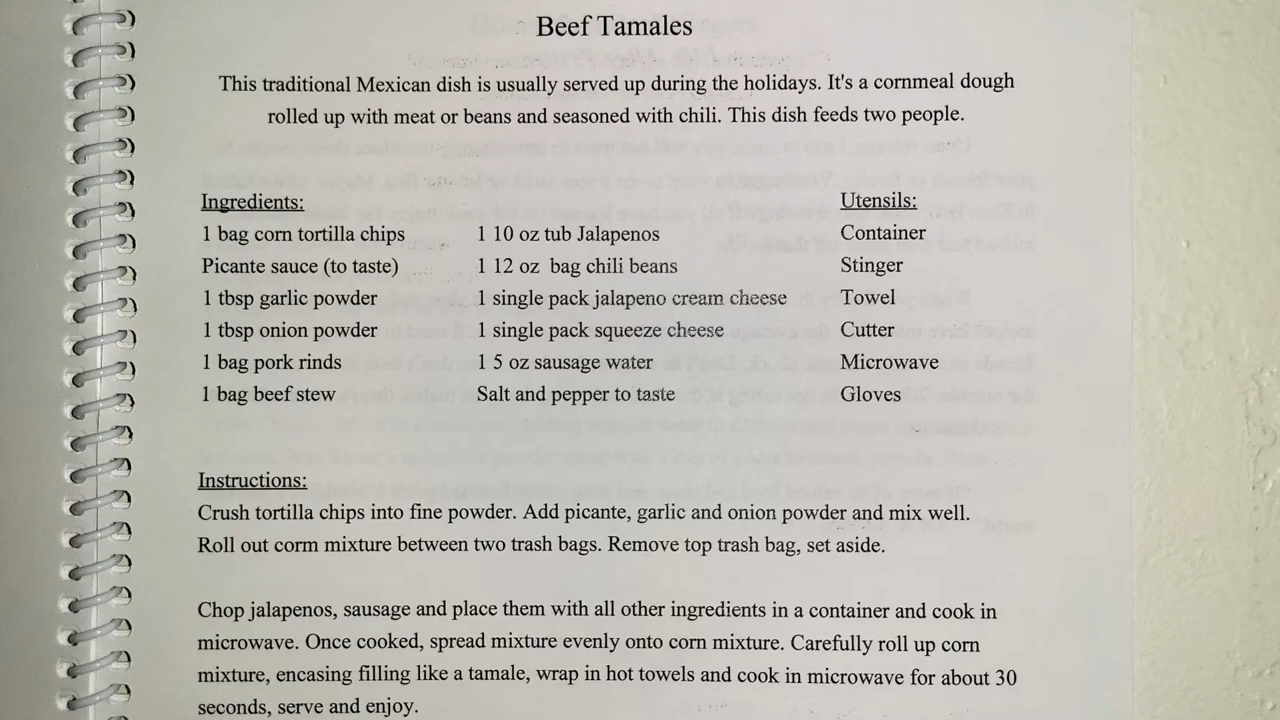 Beef Tamales
This traditional Mexican dish is usually served up during the holidays. It's a cornmeal dough
rolled up with meat or beans and seasoned with chili. This dish feeds two people.
Ingredients:
1 bag corn tortilla chips
Picante sauce (to taste)
1 tbsp garlic powder
1 tbsp onion powder
1 bag pork rinds
1 bag beef stew
1 10 oz tub Jalapenos
1 12 oz bag chili beans
1 single pack jalapeno cream cheese
1 single pack squeeze cheese
1 5 oz sausage water
Salt and pepper to taste
Utensils:
Container
Stinger
Towel
Cutter
Microwave
Gloves
Instructions:
Crush tortilla chips into fine powder. Add picante, garlic and onion powder and mix well.
Roll out corm mixture between two trash bags. Remove top trash bag, set aside.
Chop jalapenos, sausage and place them with all other ingredients in a container and cook in
microwave. Once cooked, spread mixture evenly onto corn mixture. Carefully roll up corn
mixture, encasing filling like a tamale, wrap in hot towels and cook in microwave for about 30
seconds, serve and enjoy.